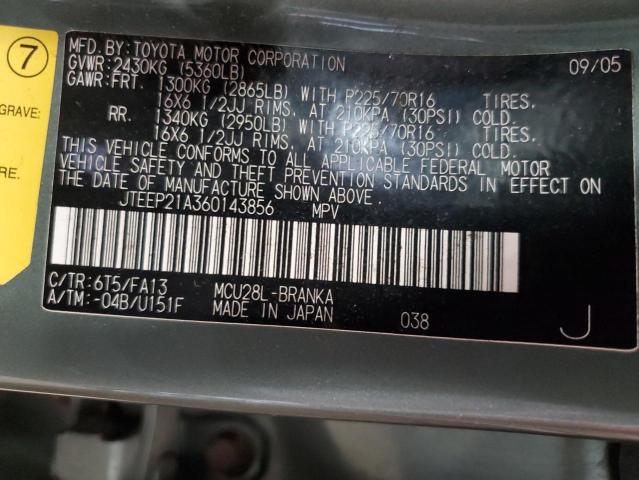 7
GRAVE:
MFD. BY: TOYOTA MOTOR CORPORATION 09/05
GVWR: 2430KG (5360LB)
GAWR: FRT. 1300KG (2865LB) WITH P225/70R16 TIRES.
16X6 1/2JJ RIMS. AT 210KPA (30PSI) COLD.
RR. 1340KG (2950LB) WITH P225/70R16 TIRES.
16X6 1/2JJ RIMS. AT 210KPA (30PSI) COLD.
THIS VEHICLE CONFORMS TO ALL APPLICABLE FEDERAL MOTOR
VEHICLE SAFETY AND THEFT PREVENTION STANDARDS IN EFFECT ON
THE DATE OF MANUFACTURE SHOWN ABOVE.
JTEEP21A360143856 MPV
C/TR: 6T5/FA13 MCU28L-BRANKA
A/TM: -04B/U151F MADE IN JAPAN 038 J